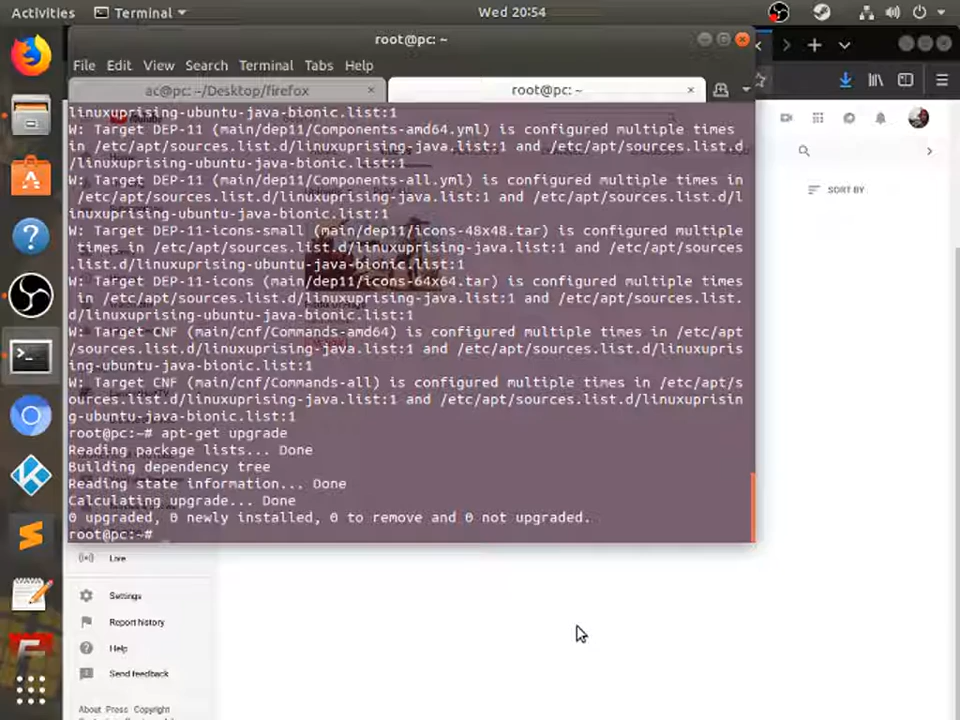 Activities
Terminal
Wed 20:54
root@pc: ~
File Edit View Search Terminal Tabs Help
ac@pc: ~/Desktop/firefox
root@pc: ~
linuxuprising-ubuntu-java-bionic.list:1
W: Target DEP-11 (main/dep11/Components-amd64.yml) is configured multiple times
in /etc/apt/sources.list.d/linuxuprising-java.list:1 and /etc/apt/sources.list.d
/linuxuprising-ubuntu-java-bionic.list:1
W: Target DEP-11 (main/dep11/Components-all.yml) is configured multiple times in
/etc/apt/sources.list.d/linuxuprising-java.list:1 and /etc/apt/sources.list.d/l
inuxuprising-ubuntu-java-bionic.list:1
W: Target DEP-11-icons-small (main/dep11/icons-48x48.tar) is configured multiple
times in /etc/apt/sources.list.d/linuxuprising-java.list:1 and /etc/apt/sources
.list.d/linuxuprising-ubuntu-java-bionic.list:1
W: Target DEP-11-icons (main/dep11/icons-64x64.tar) is configured multiple times
in /etc/apt/sources.list.d/linuxuprising-java.list:1 and /etc/apt/sources.list.
d/linuxuprising-ubuntu-java-bionic.list:1
W: Target CNF (main/cnf/Commands-amd64) is configured multiple times in /etc/apt
/sources.list.d/linuxuprising-java.list:1 and /etc/apt/sources.list.d/linuxupris
ing-ubuntu-java-bionic.list:1
W: Target CNF (main/cnf/Commands-all) is configured multiple times in /etc/apt/s
ources.list.d/linuxuprising-java.list:1 and /etc/apt/sources.list.d/linuxuprisin
g-ubuntu-java-bionic.list:1
root@pc:~# apt-get upgrade
Reading package lists... Done
Building dependency tree
Reading state information... Done
Calculating upgrade... Done
0 upgraded, 0 newly installed, 0 to remove and 0 not upgraded.
root@pc:~#
SORT BY
Live
Settings
Report history
Help
Send feedback
About Press Copyright